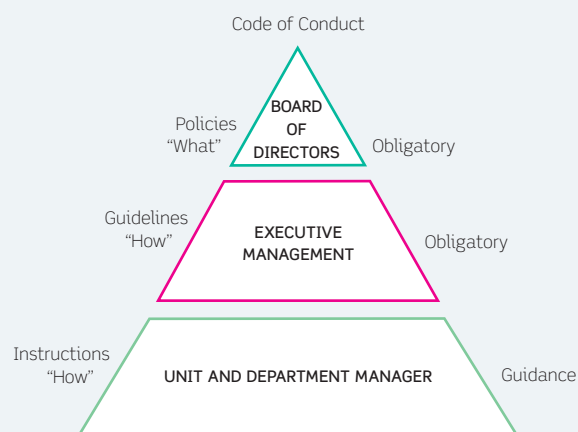 Code of Conduct
Policies
“What”
BOARD
OF
DIRECTORS
Obligatory
Guidelines
“How”
EXECUTIVE
MANAGEMENT
Obligatory
Instructions
“How”
UNIT AND DEPARTMENT MANAGER
Guidance